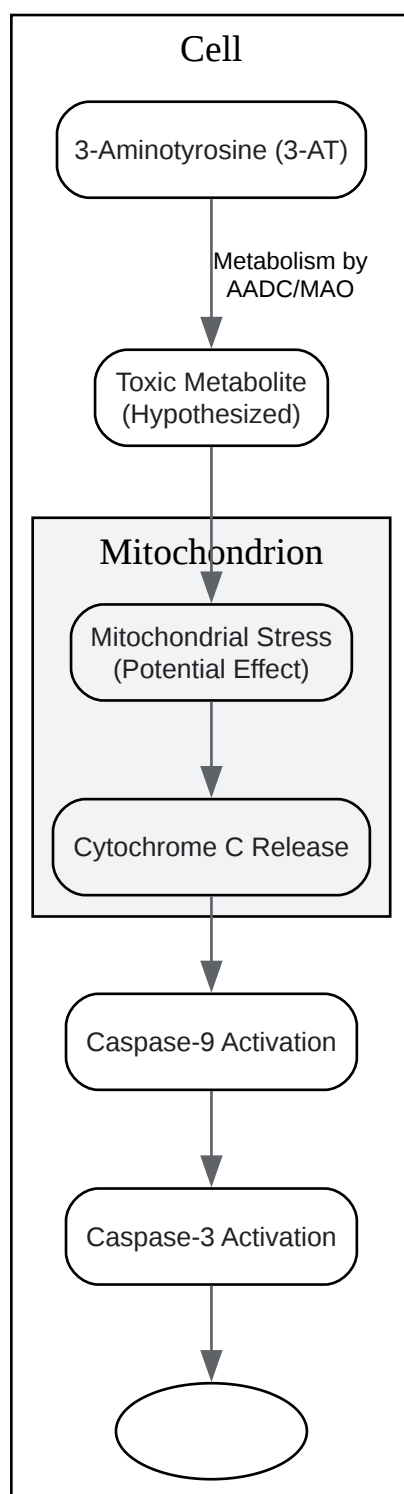 Cell
3-Aminotyrosine (3-AT)
Metabolism by
AADC/MAO
Toxic Metabolite
(Hypothesized)
Mitochondrion
Mitochondrial Stress
(Potential Effect)
Cytochrome C Release
Caspase-9 Activation
Caspase-3 Activation